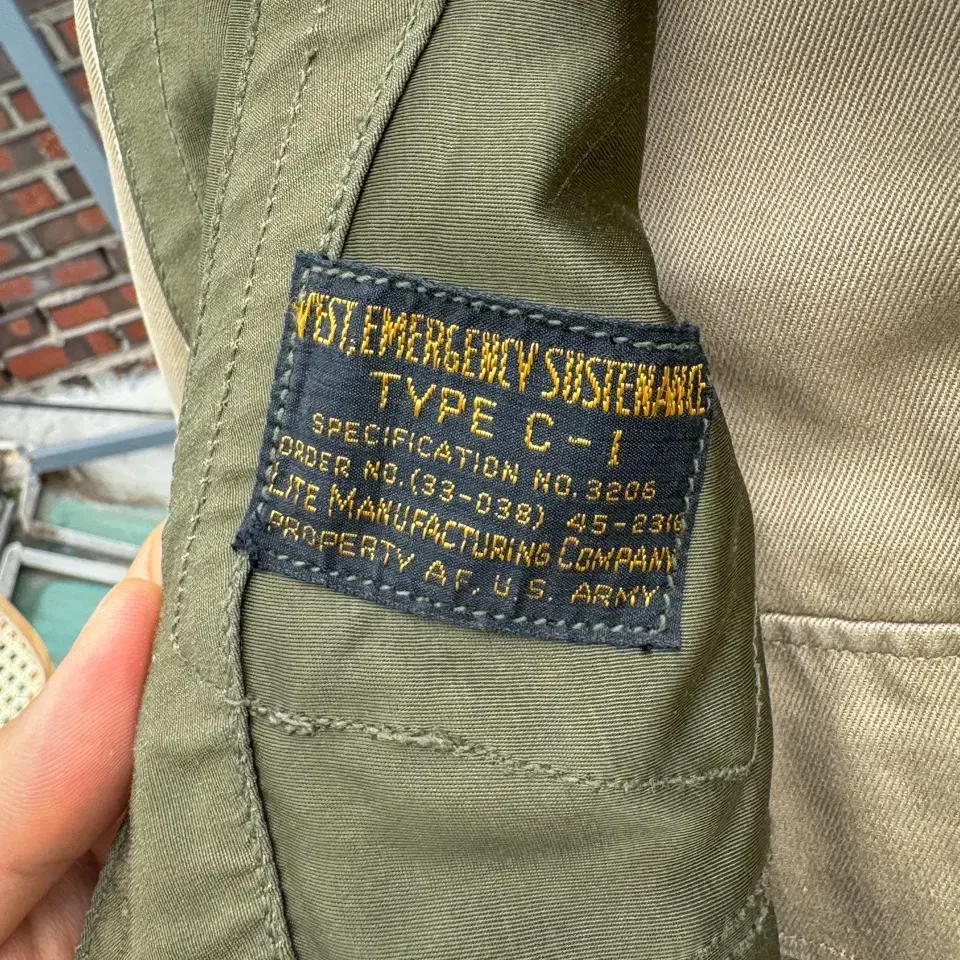 VEST, EMERGENCY SUSTENANCE
TYPE C-1
SPECIFICATION NO. 3206
ORDER NO. (33-038) 45-2316
LITE MANUFACTURING COMPANY
PROPERTY AF, U.S. ARMY